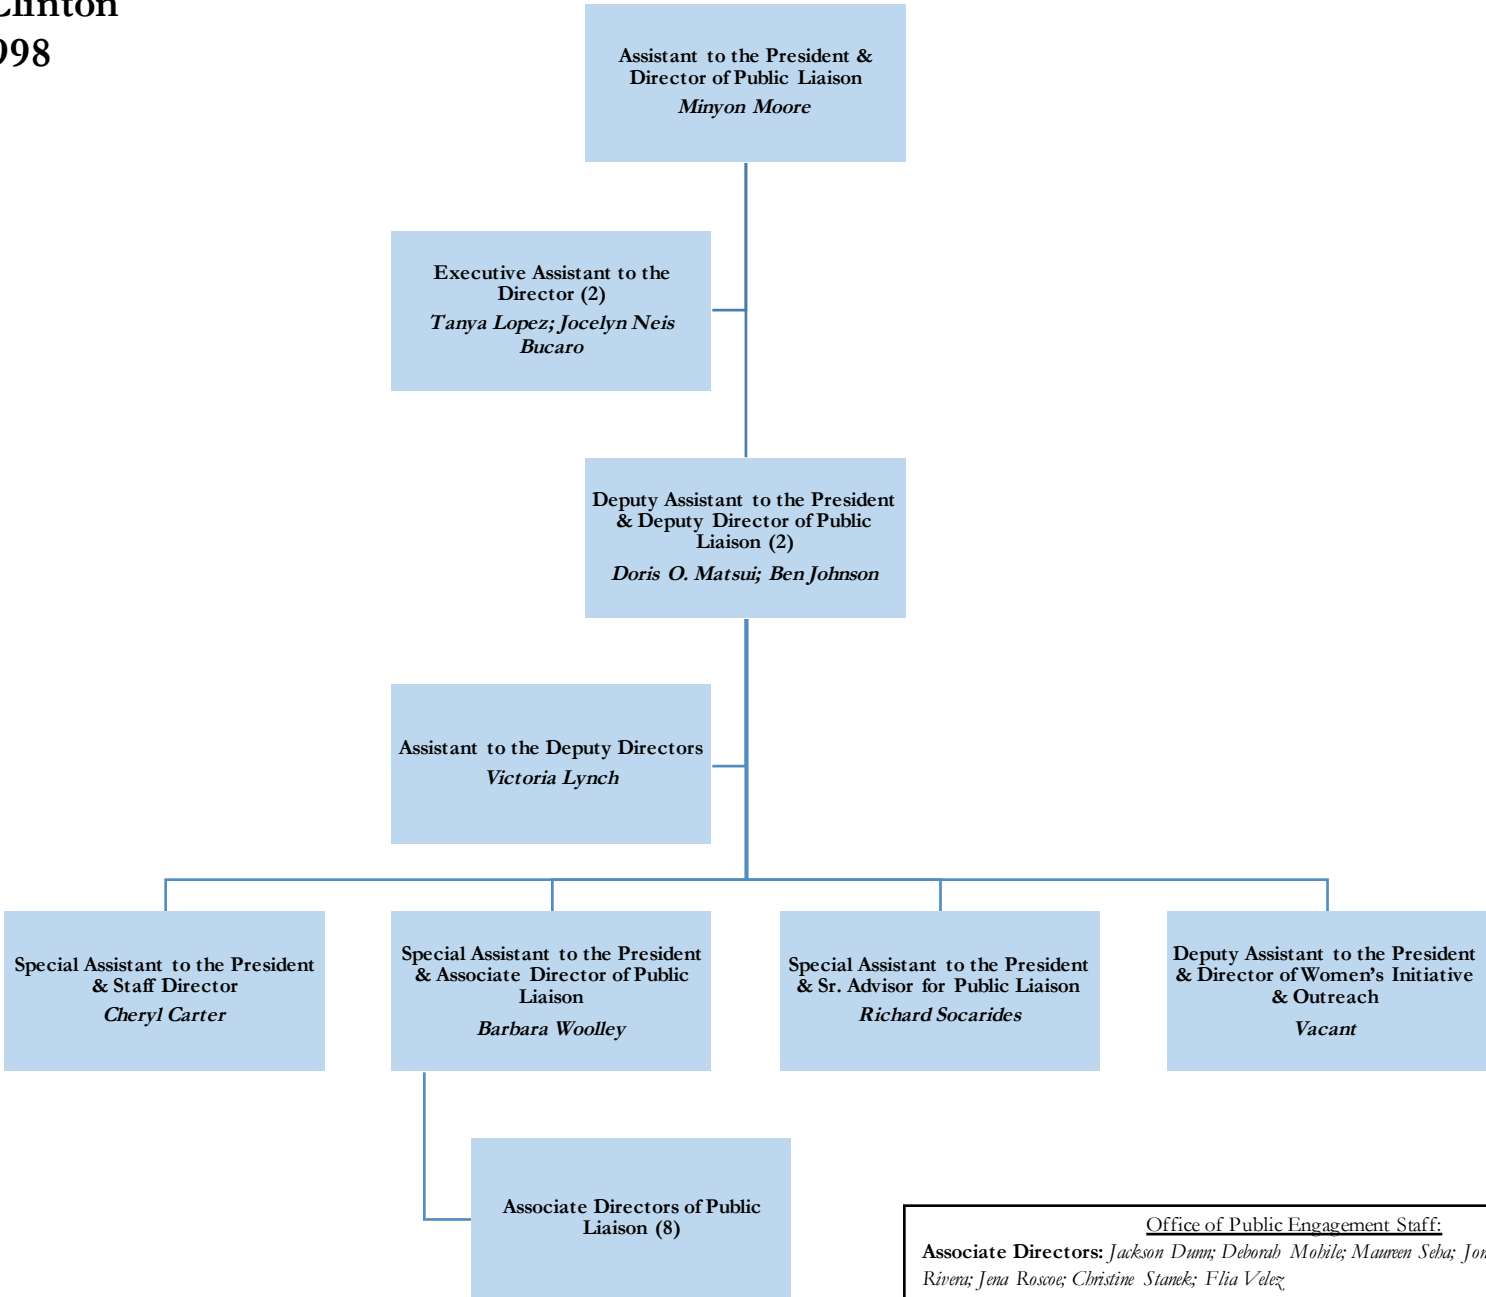 Clinton
998
Assistant to the President &
Director of Public Liaison
Minyon Moore
Executive Assistant to the
Director (2)
Tanya Lopez; Jocelyn Neis
Bucaro
Deputy Assistant to the President
& Deputy Director of Public
Liaison (2)
Doris O. Matsui; Ben Johnson
Assistant to the Deputy Directors
Victoria Lynch
Special Assistant to the President
& Staff Director
Cheryl Carter
Special Assistant to the President
& Associate Director of Public
Liaison
Barbara Woolley
Special Assistant to the President
& Sr. Advisor for Public Liaison
Richard Socarides
Deputy Assistant to the President
& Director of Women's Initiative
& Outreach
Vacant
Associate Directors of Public
Liaison (8)
Office of Public Engagement Staff:
Associate Directors: Jackson Dunn; Deborah Mohile; Maureen Seha;
Rivera; Jena Roscoe; Christine Stanek; Flia Velez